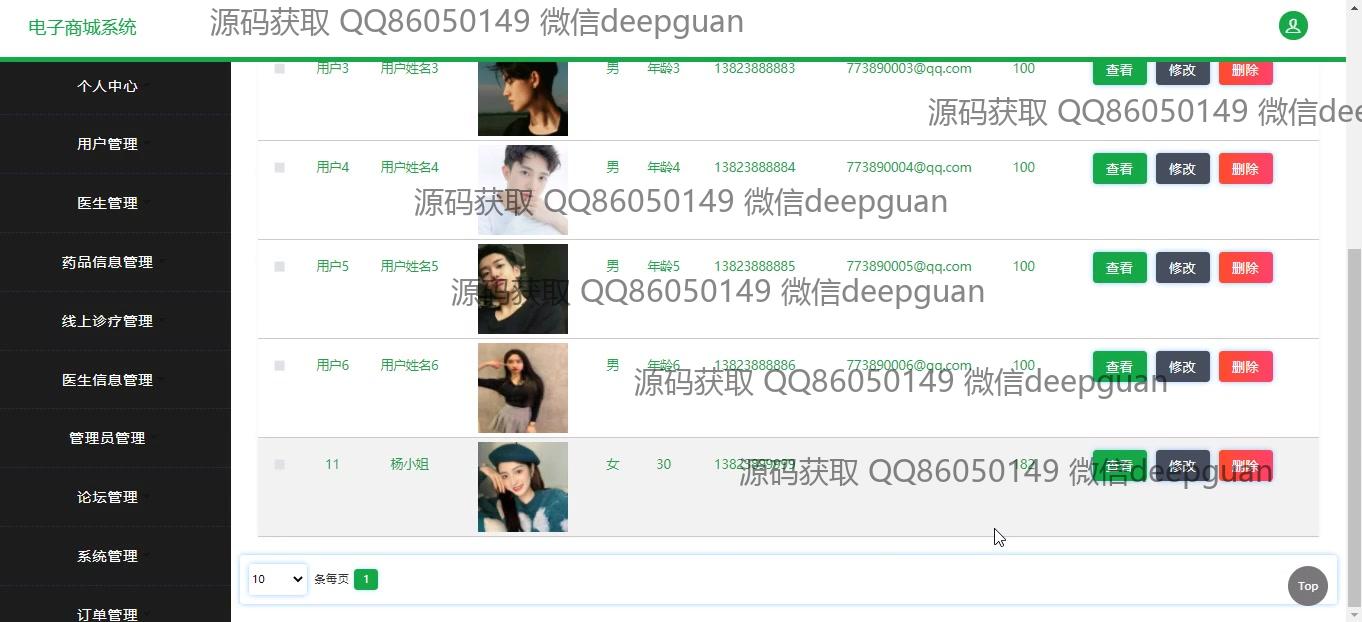 电子商城系统
源码获取 QQ86050149 微信deepguan
个人中心
用户管理
医生管理
药品信息管理
线上诊疗管理
医生信息管理
管理员管理
论坛管理
系统管理
订单管理
用户3 用户姓名3 男 年龄3 13823888883 773890003@qq.com 100 查看 修改 删除
源码获取 QQ86050149 微信dee
用户4 用户姓名4 男 年龄4 13823888884 773890004@qq.com 100 查看 修改 删除
源码获取 QQ86050149 微信deepguan
用户5 用户姓名5 男 年龄5 13823888885 773890005@qq.com 100 查看 修改 删除
源码获取 QQ86050149 微信deepguan
用户6 用户姓名6 男 年龄6 13823888886 773890006@qq.com 100 查看 修改 删除
源码获取 QQ86050149 微信deepguan
11 杨小姐 女 30 13823999999 182 查看 修改 删除
源码获取 QQ86050149 微信deepguan
10 条每页 1
Top